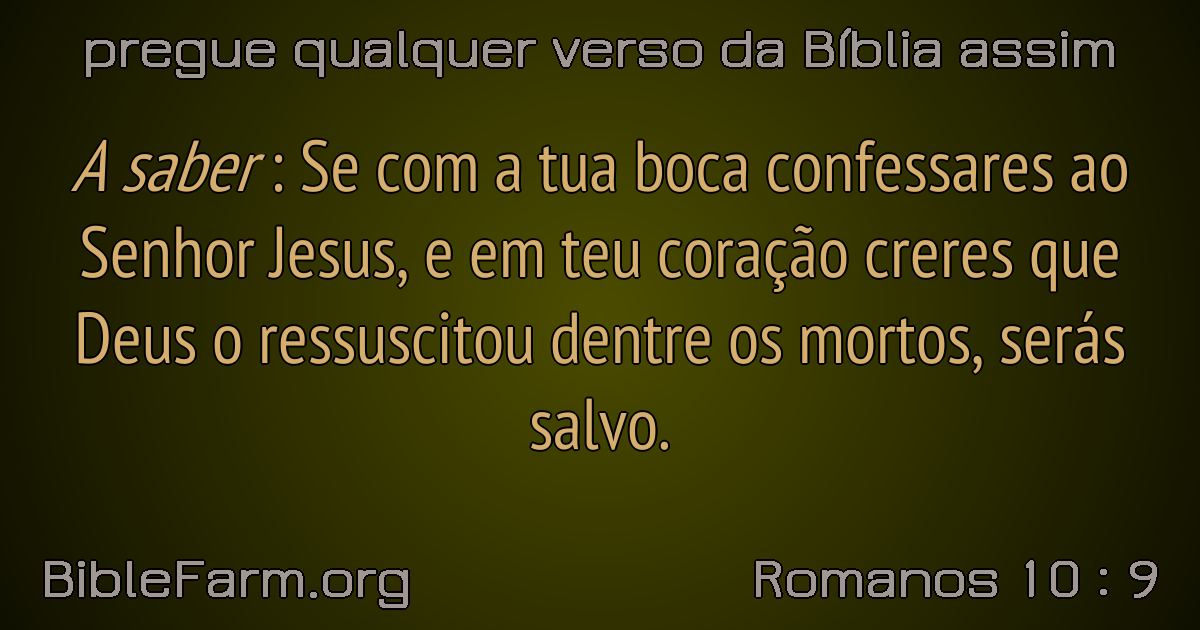 pregue qualquer verso da Bíblia assim
A saber : Se com a tua boca confessares ao
Senhor Jesus, e em teu coração creres que
Deus o ressuscitou dentre os mortos, serás
salvo.
BibleFarm.org
Romanos 10 : 9